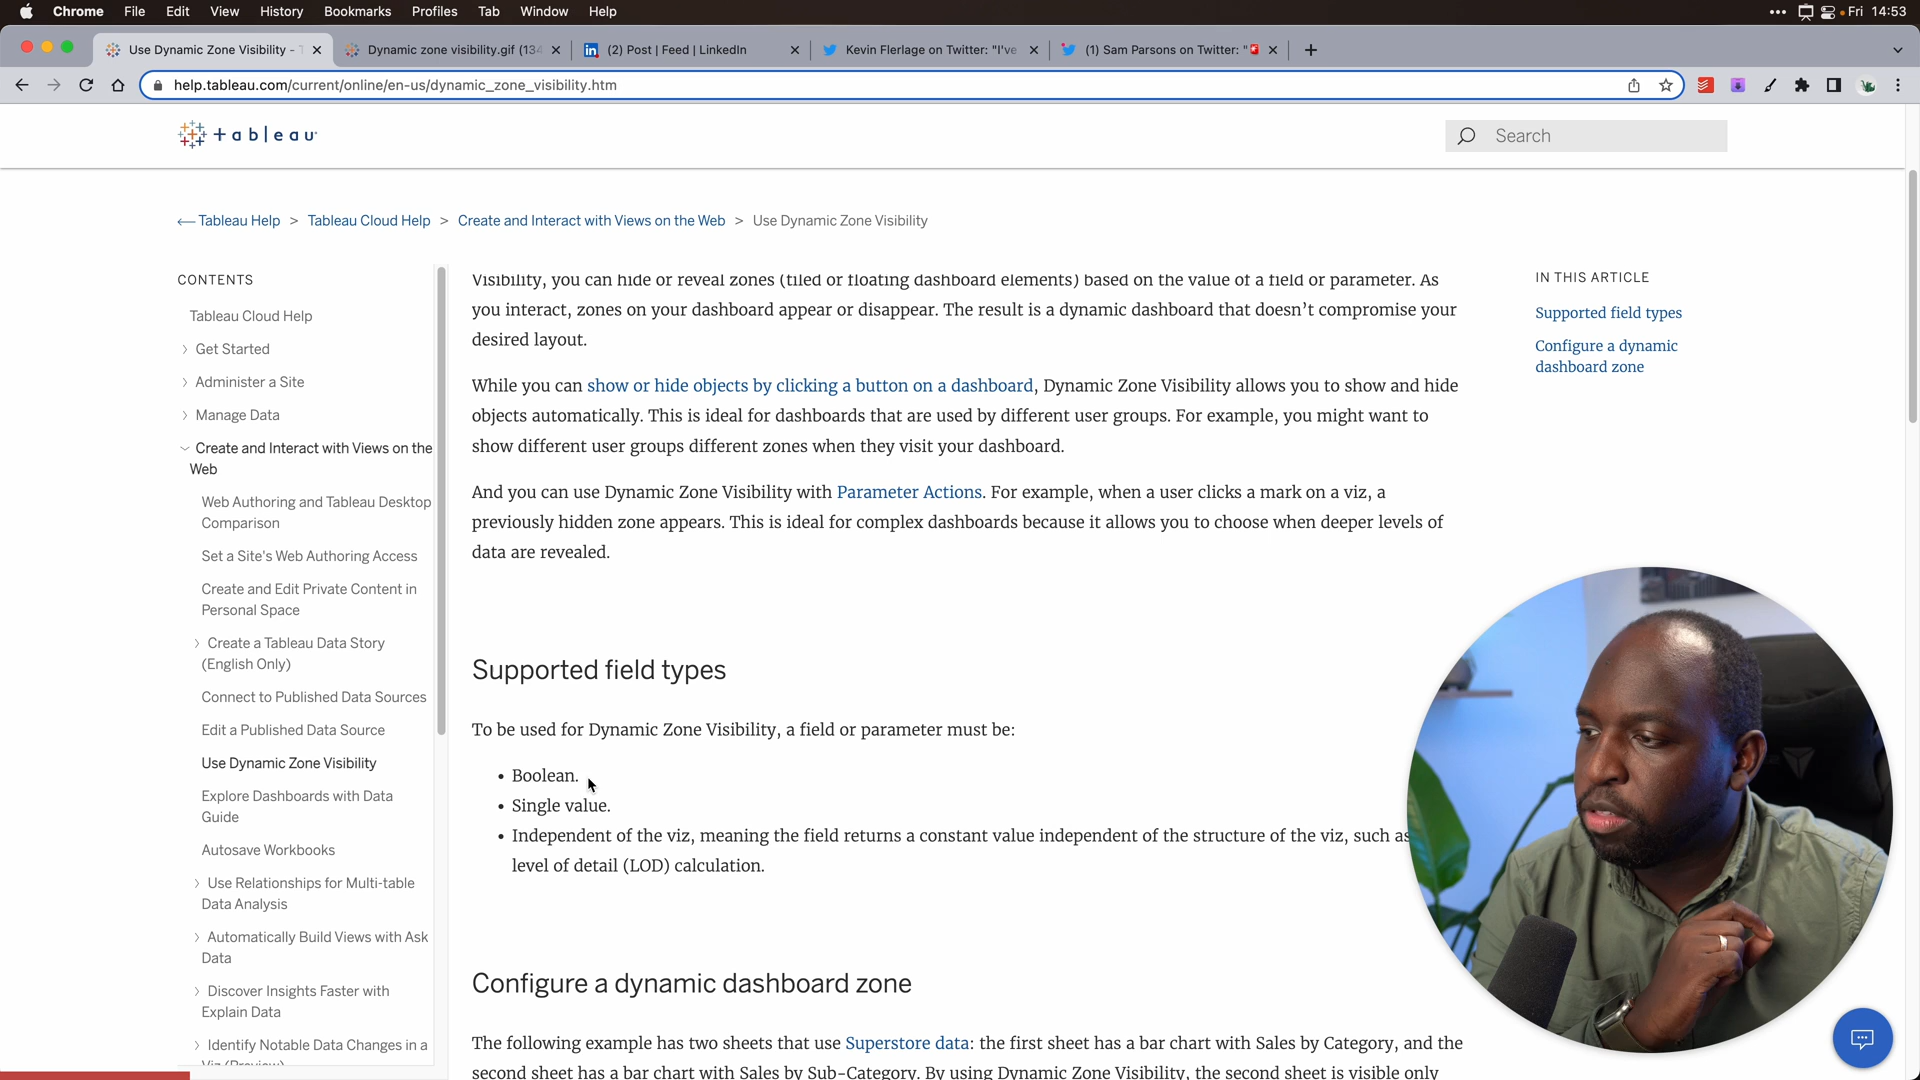 Chrome File Edit View History Bookmarks Profiles Tab Window Help
Fri 14:53
Use Dynamic Zone Visibility -
Dynamic zone visibility.gif (134
(2) Post | Feed | LinkedIn
Kevin Flerlage on Twitter: "I've
(1) Sam Parsons on Twitter: "
help.tableau.com/current/online/en-us/dynamic_zone_visibility.htm
+ a b | e a u
Search
Tableau Help > Tableau Cloud Help > Create and Interact with Views on the Web > Use Dynamic Zone Visibility
CONTENTS
Tableau Cloud Help
Get Started
Administer a Site
Manage Data
Create and Interact with Views on the
Web
Web Authoring and Tableau Desktop
Comparison
Set a Site's Web Authoring Access
Create and Edit Private Content in
Personal Space
Create a Tableau Data Story
(English Only)
Connect to Published Data Sources
Edit a Published Data Source
Use Dynamic Zone Visibility
Explore Dashboards with Data
Guide
Autosave Workbooks
Use Relationships for Multi-table
Data Analysis
Automatically Build Views with Ask
Data
Discover Insights Faster with
Explain Data
Identify Notable Data Changes in a
Viz (Preview)
Visibility, you can hide or reveal zones (tiled or floating dashboard elements) based on the value of a field or parameter. As
you interact, zones on your dashboard appear or disappear. The result is a dynamic dashboard that doesn’t compromise your
desired layout.
While you can show or hide objects by clicking a button on a dashboard, Dynamic Zone Visibility allows you to show and hide
objects automatically. This is ideal for dashboards that are used by different user groups. For example, you might want to
show different user groups different zones when they visit your dashboard.
And you can use Dynamic Zone Visibility with Parameter Actions. For example, when a user clicks a mark on a viz, a
previously hidden zone appears. This is ideal for complex dashboards because it allows you to choose when deeper levels of
data are revealed.
Supported field types
To be used for Dynamic Zone Visibility, a field or parameter must be:
• Boolean.
• Single value.
• Independent of the viz, meaning the field returns a constant value independent of the structure of the viz, such as
level of detail (LOD) calculation.
Configure a dynamic dashboard zone
The following example has two sheets that use Superstore data: the first sheet has a bar chart with Sales by Category, and the
second sheet has a bar chart with Sales by Sub-Category. By using Dynamic Zone Visibility, the second sheet is visible only
IN THIS ARTICLE
Supported field types
Configure a dynamic
dashboard zone